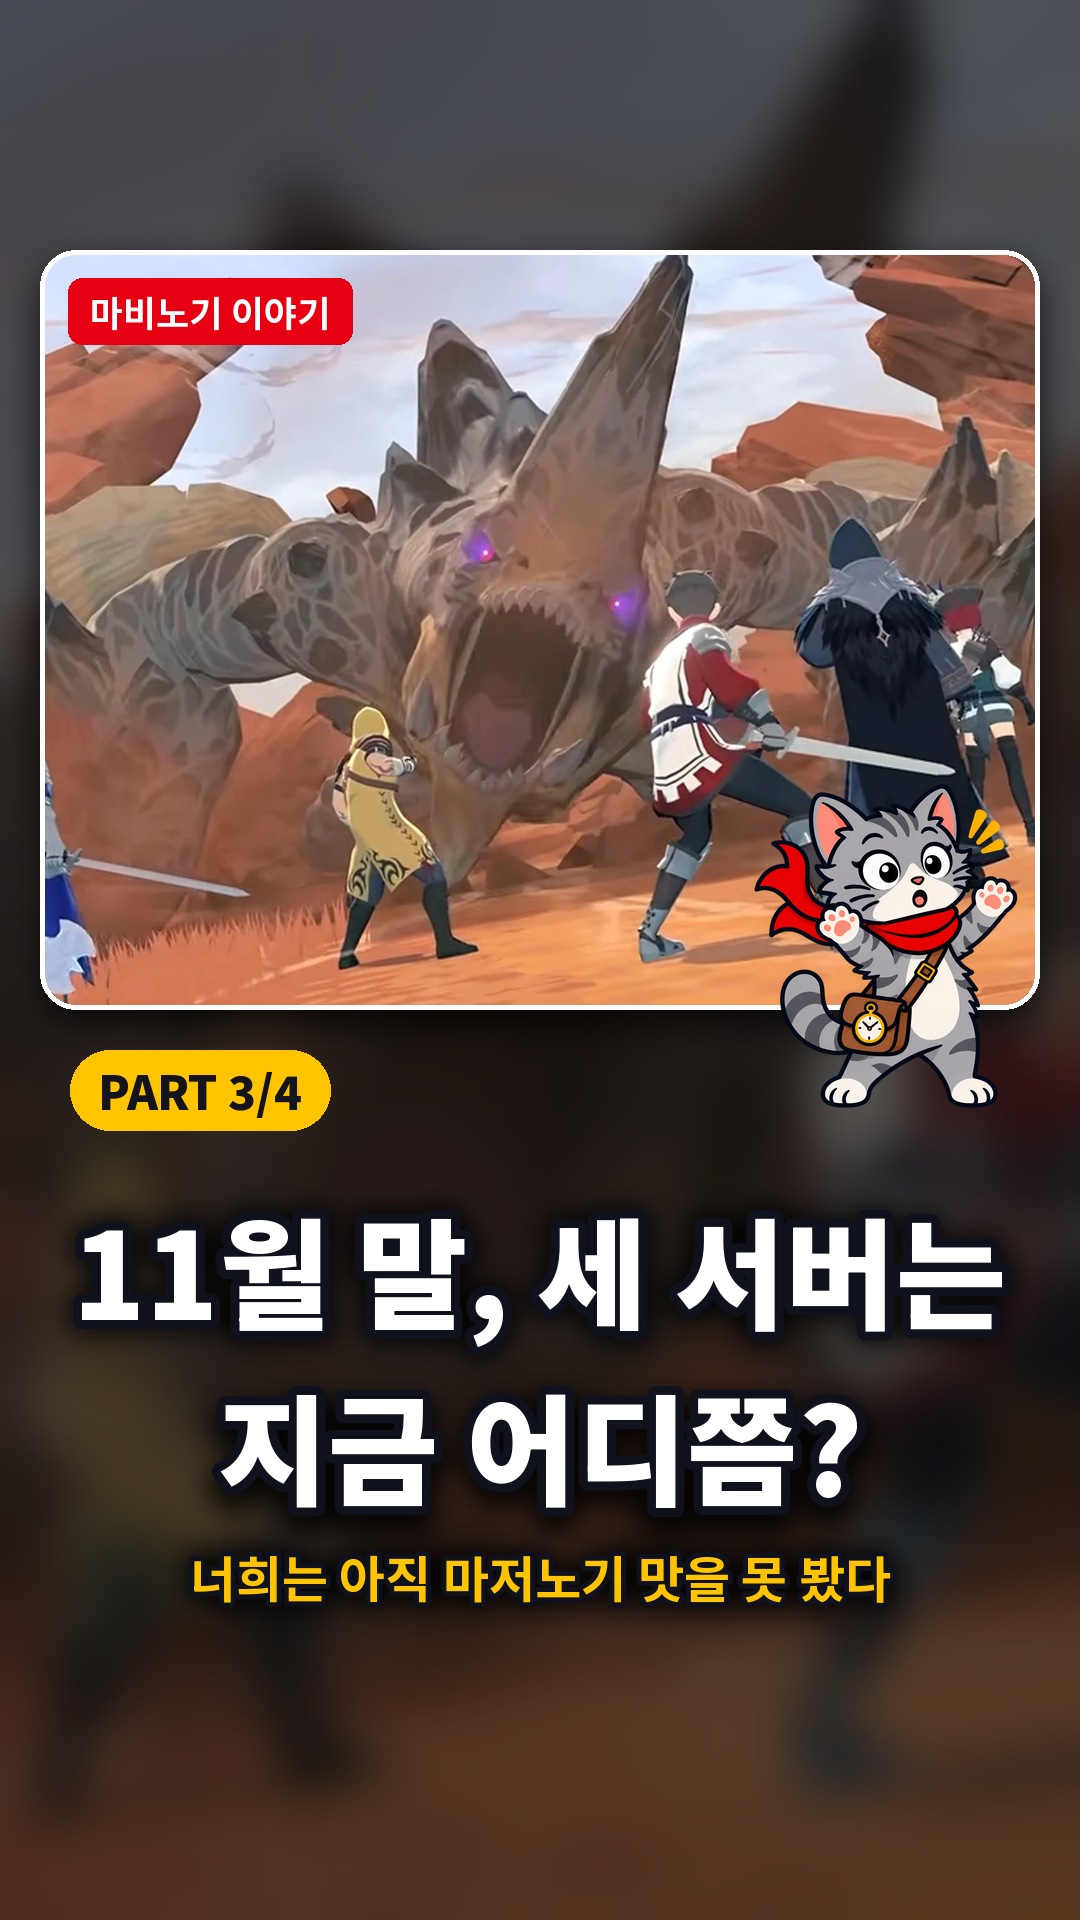 마비노기 이야기
PART 3/4
11월 말, 세 서버는
지금 어디쯤?
너희는 아직 마저노기 맛을 못 봤다